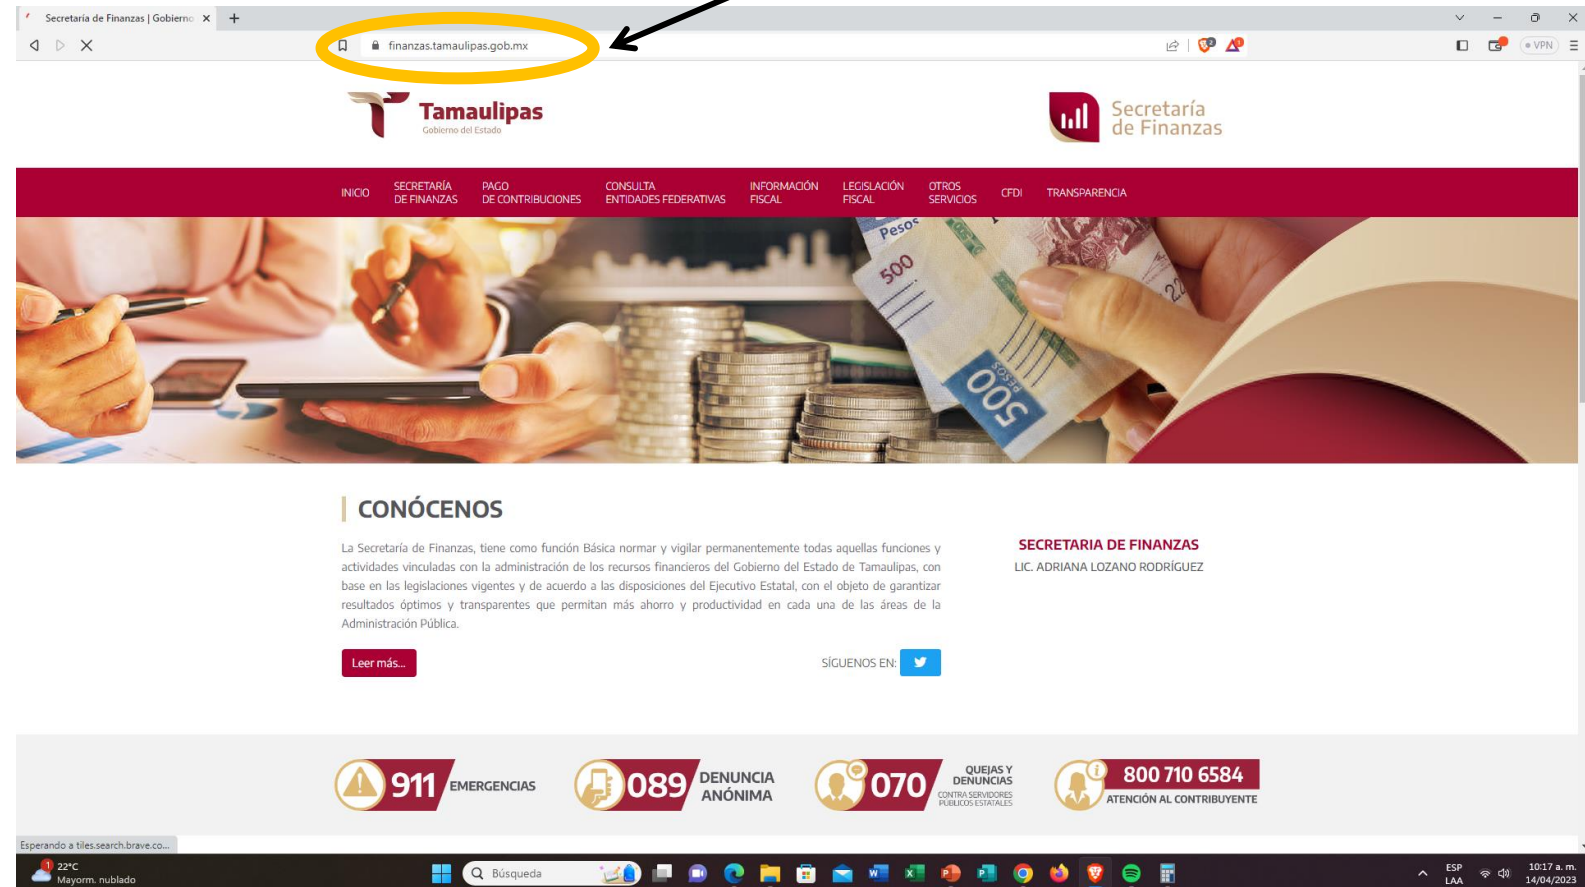 Secretaría de Finanzas | Gobierno
finanzas.tamaulipas.gob.mx
VPN
Tamaulipas
Gobierno del Estado
Secretaría
de Finanzas
INICIO
SECRETARÍA
DE FINANZAS
PAGO
DE CONTRIBUCIONES
CONSULTA
ENTIDADES FEDERATIVAS
INFORMACIÓN
FISCAL
LEGISLACIÓN
FISCAL
OTROS
SERVICIOS
CFDI
TRANSPARENCIA
Pesos
500
500
PESOS
CONÓCENOS
La Secretaría de Finanzas, tiene como función Básica normar y vigilar permanentemente todas aquellas funciones y
actividades vinculadas con la administración de los recursos financieros del Gobierno del Estado de Tamaulipas, con
base en las legislaciones vigentes y de acuerdo a las disposiciones del Ejecutivo Estatal, con el objeto de garantizar
resultados óptimos y transparentes que permitan más ahorro y productividad en cada una de las áreas de la
Administración Pública.
SECRETARIA DE FINANZAS
LIC. ADRIANA LOZANO RODRÍGUEZ
Leer más...
SÍGUENOS EN:
911 EMERGENCIAS
089 DENUNCIA
ANÓNIMA
070 QUEJAS Y
DENUNCIAS
CONTRA SERVIDORES
PÚBLICOS ESTATALES
800 710 6584
ATENCIÓN AL CONTRIBUYENTE
Esperando a tiles.search.brave.co...
1
22°C
Mayorm. nublado
Búsqueda
ESP
LAA
10:17 a. m.
14/04/2023